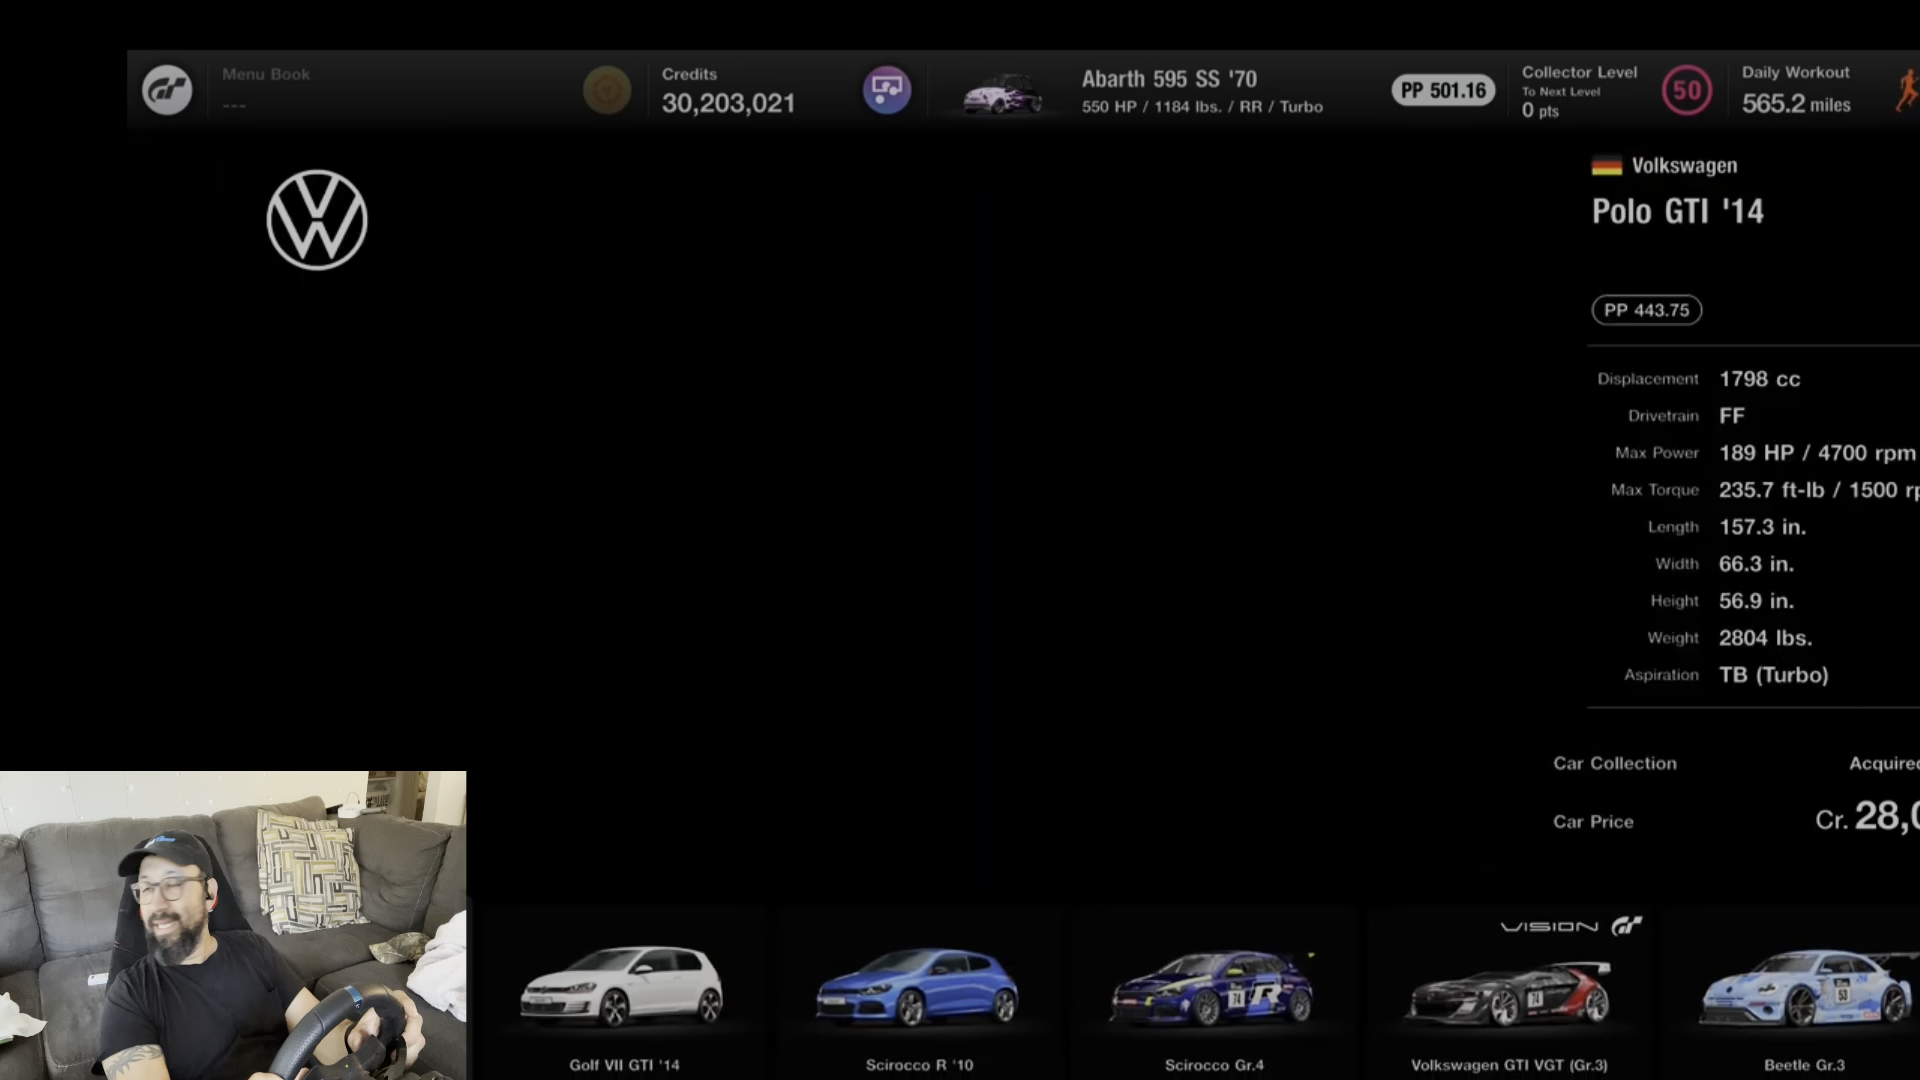 Menu Book
---
Credits
30,203,021
Abarth 595 SS '70
550 HP / 1184 lbs. / RR / Turbo
PP 501.16
Collector Level
To Next Level
0 pts
50
Daily Workout
565.2 miles
Volkswagen
Polo GTI '14
PP 443.75
Displacement 1798 cc
Drivetrain FF
Max Power 189 HP / 4700 rpm
Max Torque 235.7 ft-lb / 1500
Length 157.3 in.
Width 66.3 in.
Height 56.9 in.
Weight 2804 lbs.
Aspiration TB (Turbo)
Car Collection Acquired
Car Price Cr. 28,0
VISION GT
74 R
74
53
Golf VII GTI '14
Scirocco R '10
Scirocco Gr.4
Volkswagen GTI VGT (Gr.3)
Beetle Gr.3